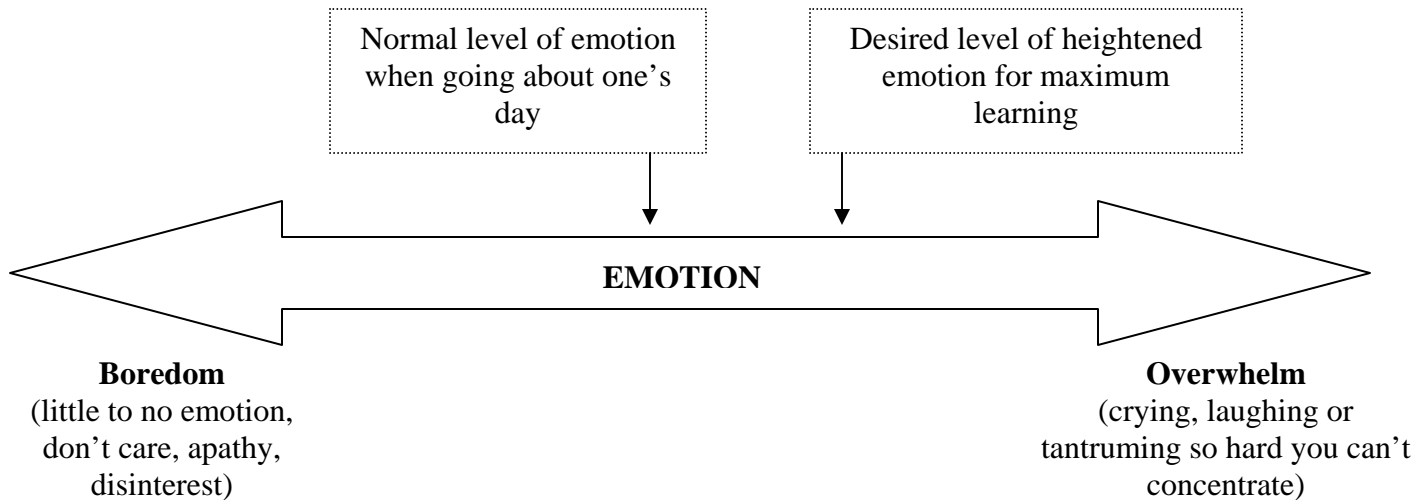 Normal level of emotion
when going about one’s
day
Desired level of heightened
emotion for maximum
learning
EMOTION
Boredom
(little to no emotion,
don’t care, apathy,
disinterest)
Overwhelm
(crying, laughing or
tantruming so hard you can’t
concentrate)